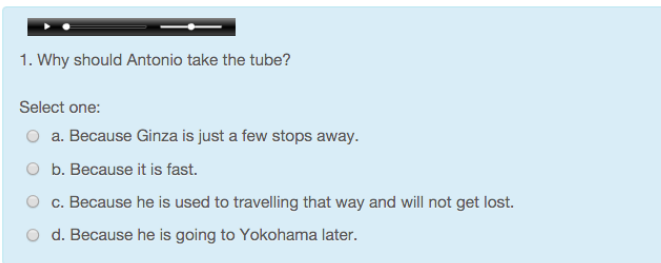 1. Why should Antonio take the tube?
Select one:
a. Because Ginza is just a few stops away.
b. Because it is fast.
c. Because he is used to travelling that way and will not get lost.
d. Because he is going to Yokohama later.